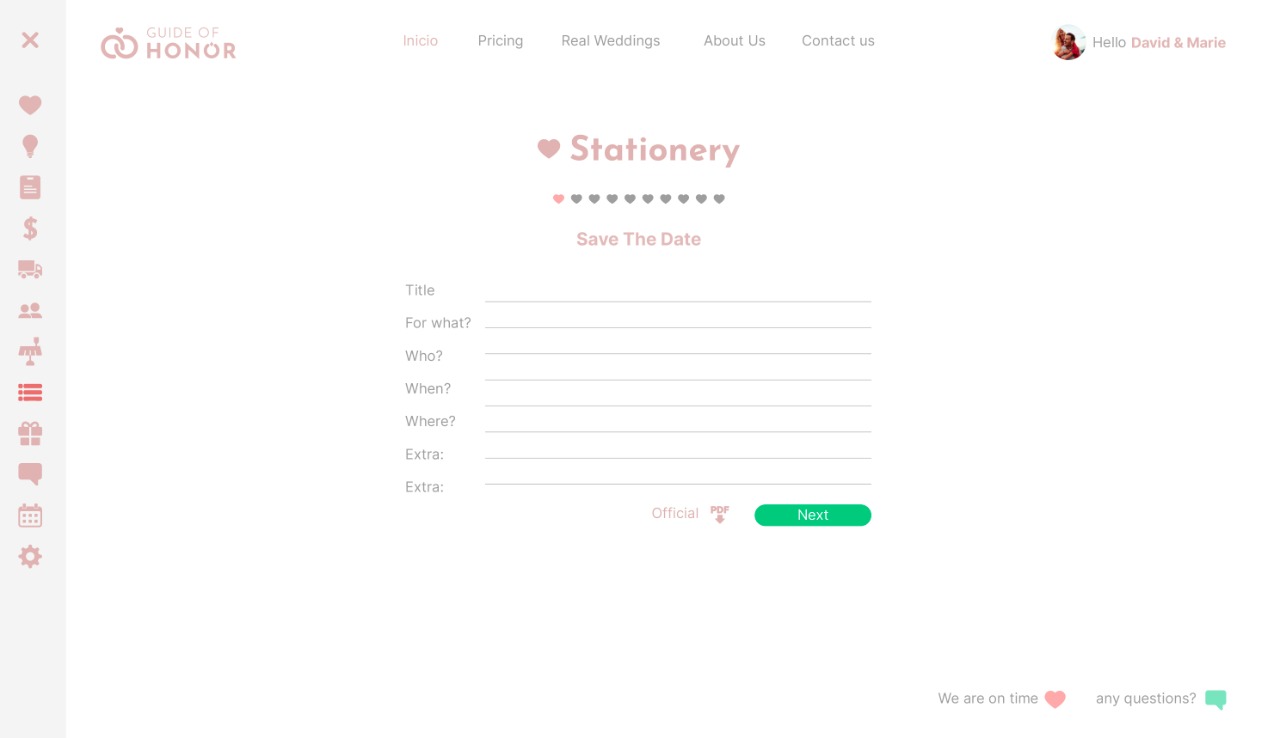 GUIDE OF
HONOR
Inicio
Pricing
Real Weddings
About Us
Contact us
Hello David & Marie
Stationery
Save The Date
Title
For what?
Who?
When?
Where?
Extra:
Extra:
Official
PDF
Next
We are on time
any questions?